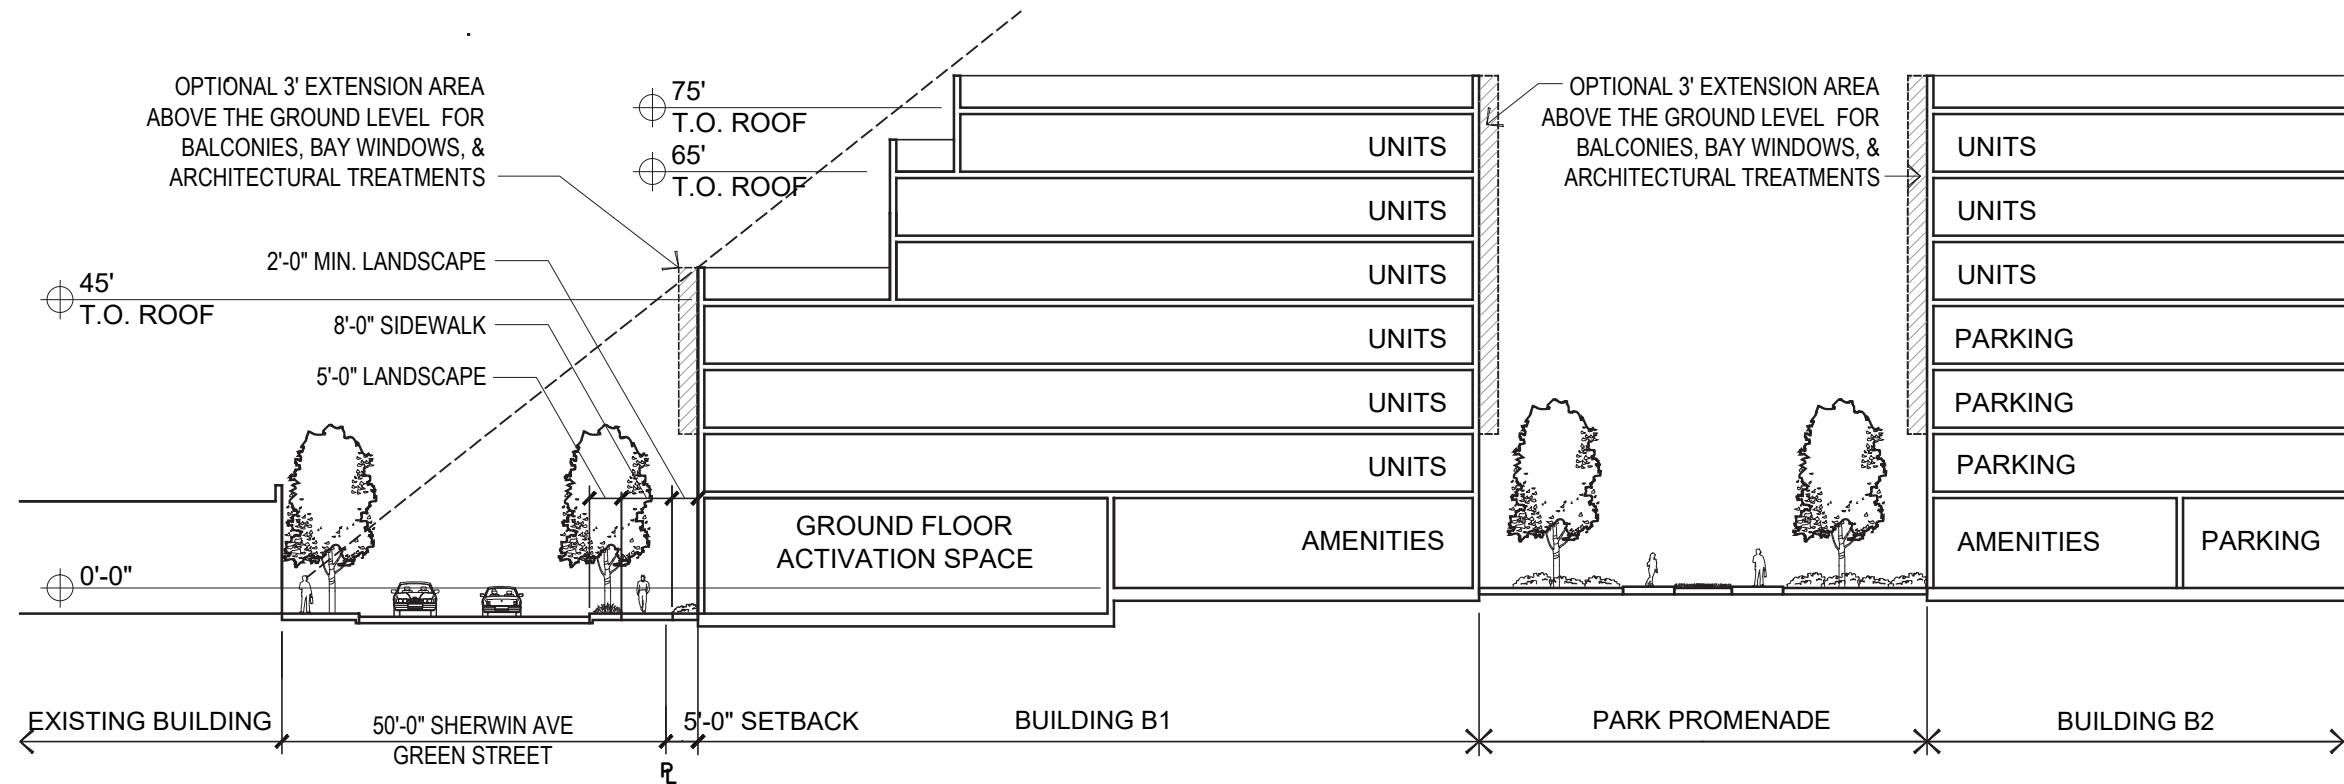 OPTIONAL 3' EXTENSION AREA
ABOVE THE GROUND LEVEL FOR
BALCONIES, BAY WINDOWS, &
ARCHITECTURAL TREATMENTS
75'
T.O. ROOF
65'
T.O. ROOF
OPTIONAL 3' EXTENSION AREA
ABOVE THE GROUND LEVEL FOR
BALCONIES, BAY WINDOWS, &
ARCHITECTURAL TREATMENTS
2'-0" MIN. LANDSCAPE
45'
T.O. ROOF
8'-0" SIDEWALK
5'-0" LANDSCAPE
0'-0"
UNITS
UNITS
UNITS
UNITS
UNITS
UNITS
GROUND FLOOR
ACTIVATION SPACE
AMENITIES
UNITS
UNITS
UNITS
PARKING
PARKING
PARKING
AMENITIES
PARKING
EXISTING BUILDING
50'-0" SHERWIN AVE
GREEN STREET
PL
5'-0" SETBACK
BUILDING B1
PARK PROMENADE
BUILDING B2